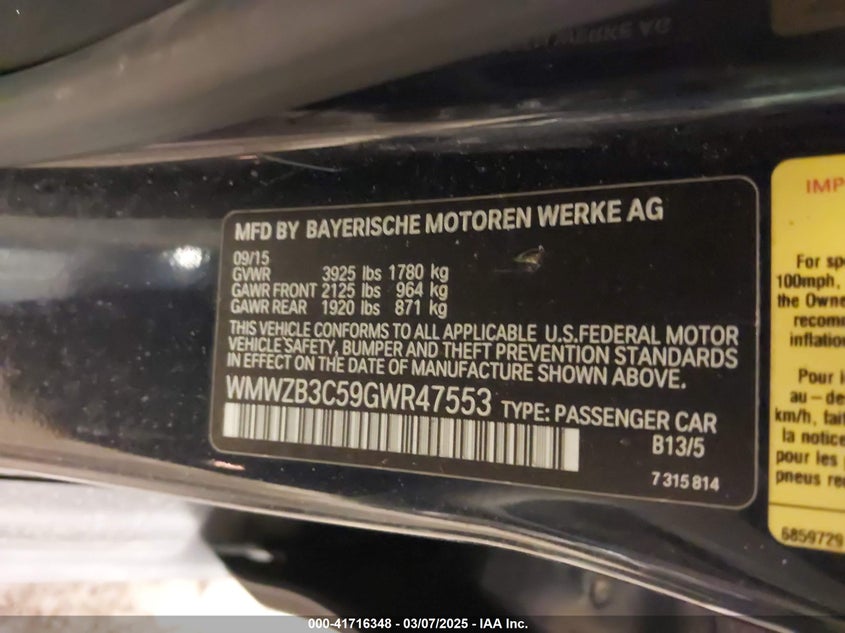 MFD BY BAYERISCHE MOTOREN WERKE AG
09/15
GVWR 3925 lbs 1780 kg
GAWR FRONT 2125 lbs 964 kg
GAWR REAR 1920 lbs 871 kg
THIS VEHICLE CONFORMS TO ALL APPLICABLE U.S.FEDERAL MOTOR
VEHICLE SAFETY, BUMPER AND THEFT PREVENTION STANDARDS
IN EFFECT ON THE DATE OF MANUFACTURE SHOWN ABOVE.
WMWZB3C59GWR47553 TYPE: PASSENGER CAR
B13/5
7 315 814
IMP
For sp
100mph,
the Owne
recome
inflation
Pour i
au – de
km/h, fait
la notice
pour les
pneus re
6859729
000-41716348 - 03/07/2025 - IAA Inc.